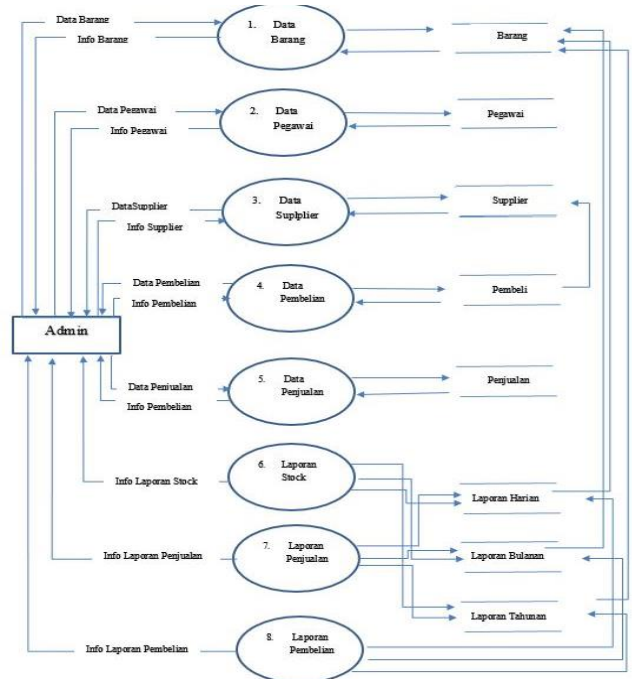 Data Barang
Info Barang
1. Data
Barang
Barang
Data Pegawai
Info Pegawai
2. Data
Pegawai
Pegawai
DataSupplier
Info Supplier
3. Data
Suplplier
Supplier
Data Pembelian
Info Pembelian
4. Data
Pembelian
Pembeli
Admin
Data Penjualan
Info Pembelian
5. Data
Penjualan
Penjualan
Info Laporan Stock
6. Laporan
Stock
Laporan Harian
Info Laporan Penjualan
7. Laporan
Penjualan
Laporan Bulanan
Laporan Tahunan
Info Laporan Pembelian
8. Laporan
Pembelian